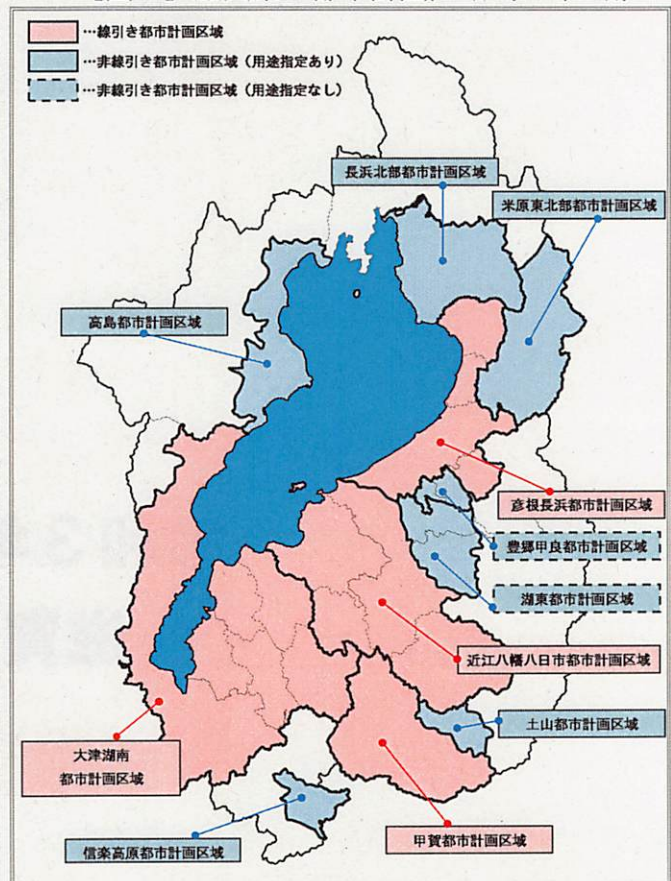 …線引き都市計画区域
…非線引き都市計画区域（用途指定あり）
…非線引き都市計画区域（用途指定なし）
長浜北部都市計画区域
米原東北部都市計画区域
高島都市計画区域
彦根長浜都市計画区域
豊郷甲良都市計画区域
湖東都市計画区域
近江八幡八日市都市計画区域
土山都市計画区域
大津湖南
都市計画区域
甲賀都市計画区域
信楽高原都市計画区域